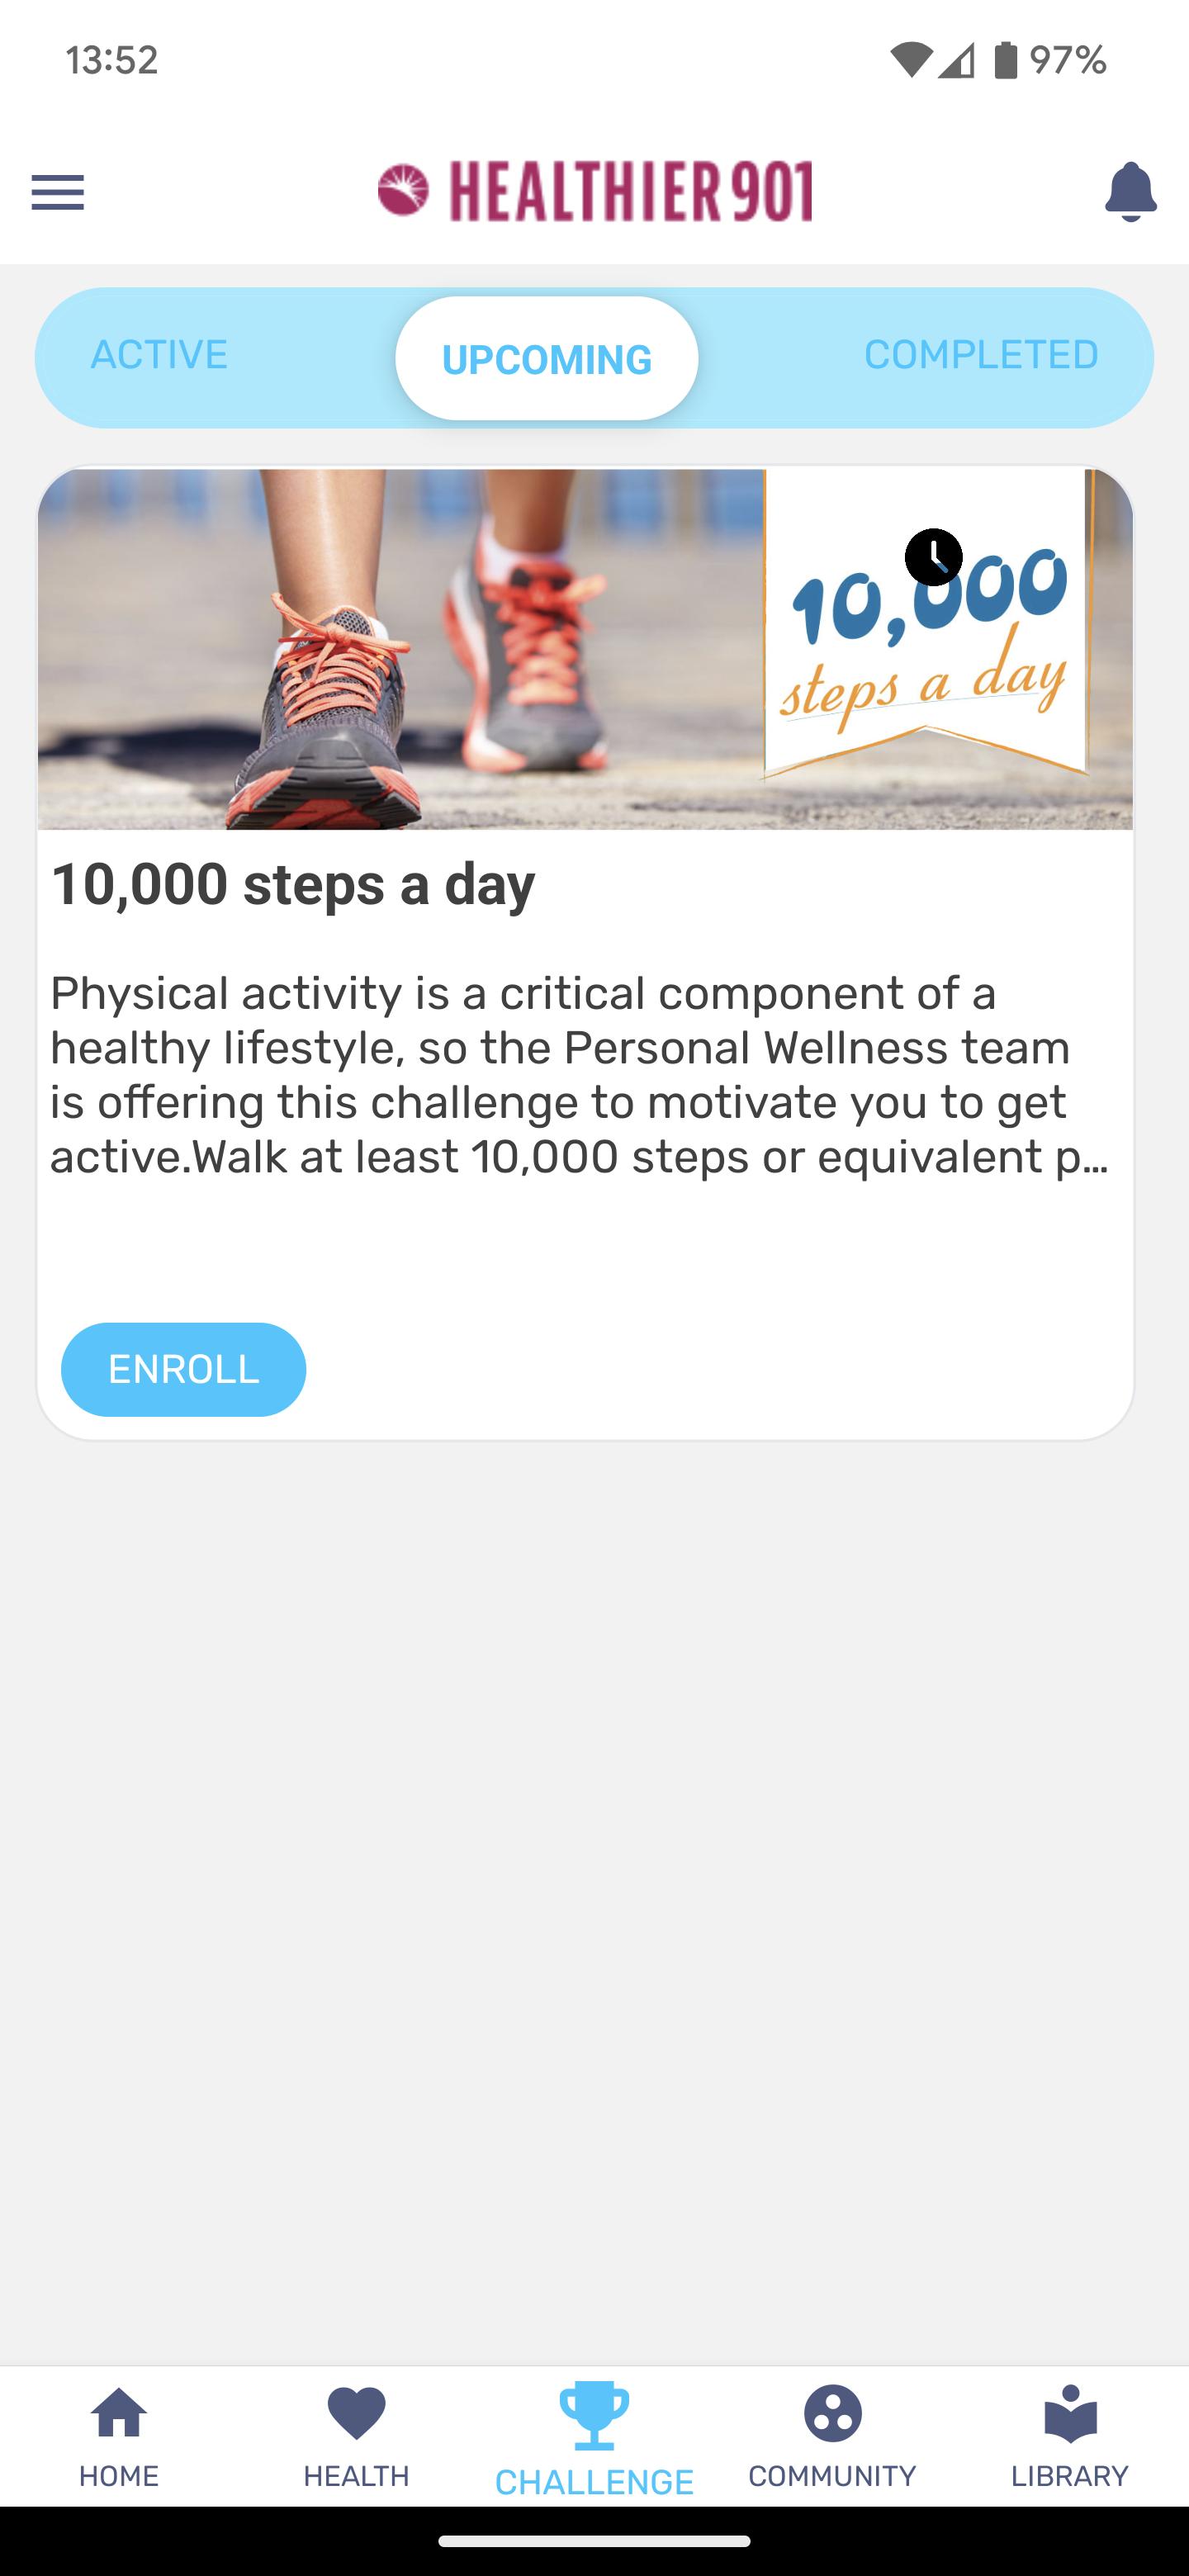 13:52
97%
HEALTHIER 901
ACTIVE
UPCOMING
COMPLETED
10,000
steps a day
10,000 steps a day
Physical activity is a critical component of a
healthy lifestyle, so the Personal Wellness team
is offering this challenge to motivate you to get
active.Walk at least 10,000 steps or equivalent p...
ENROLL
HOME
HEALTH
CHALLENGE
COMMUNITY
LIBRARY